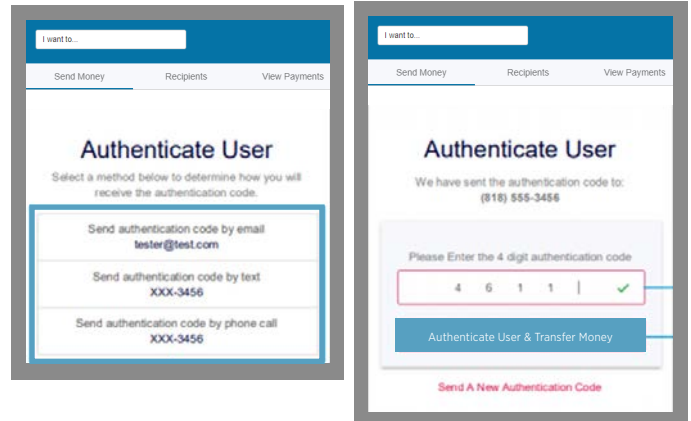 I want to...
Send Money Recipients View Payments
Authenticate User
Select a method below to determine how you will
receive the authentication code.
Send authentication code by email
tester@test.com
Send authentication code by text
XXX-3456
Send authentication code by phone call
XXX-3456
I want to...
Send Money Recipients View Payments
Authenticate User
We have sent the authentication code to:
(818) 555-3456
Please Enter the 4 digit authentication code
4 6 1 1
Authenticate User & Transfer Money
Send A New Authentication Code